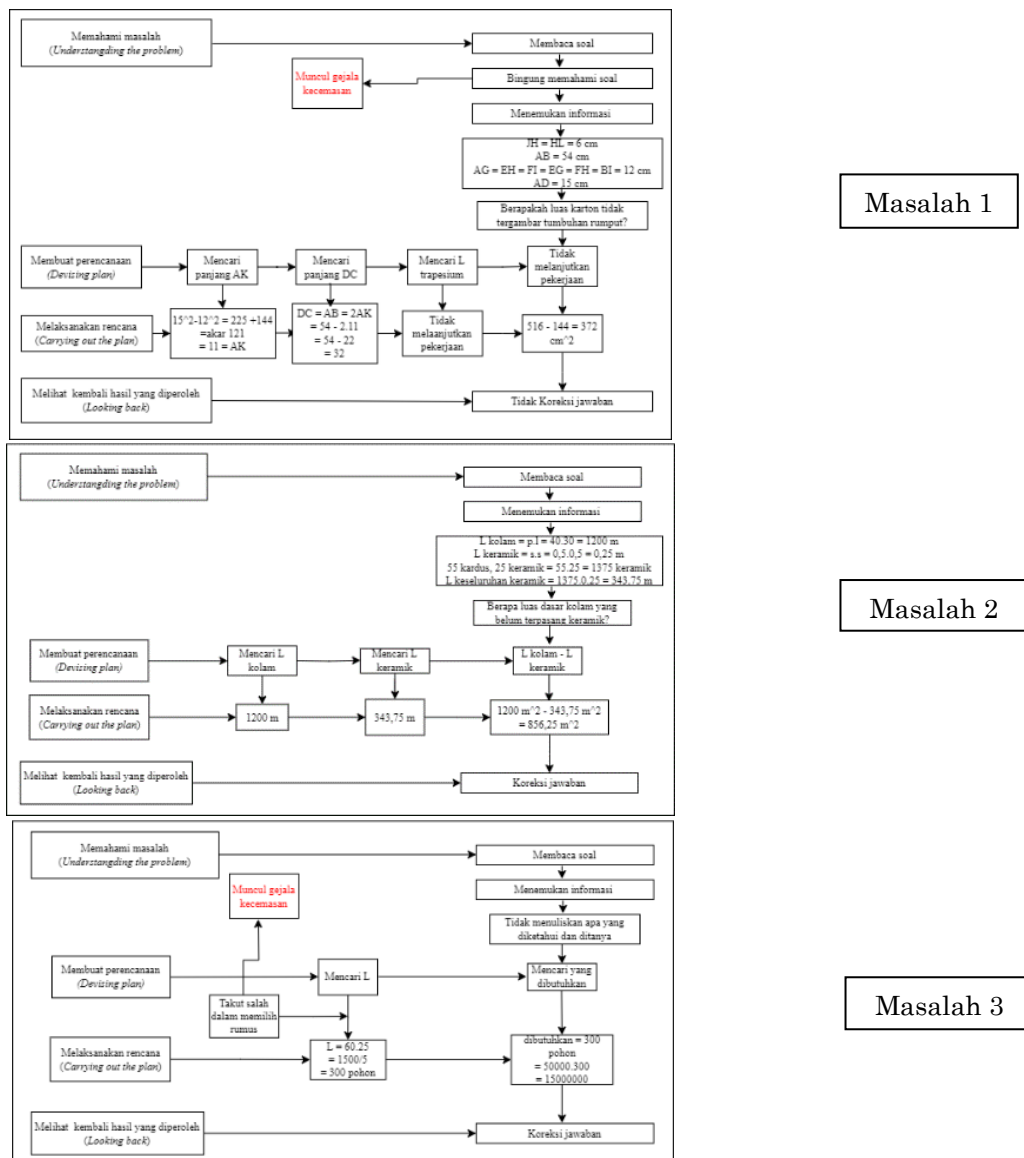 Memahami masalah
(Understangding the problem)
Membaca soal
Muncul gejala
kecemasan
Bingung memahami soal
Menemukan informasi
JH = HL = 6 cm
AB = 54 cm
AG = EH = FI = EG = FH = BI = 12 cm
AD = 15 cm
Berapakah luas karton tidak
tergambar tumbuhan rumput?
Membuat perencanaan
(Devising plan)
Mencari
panjang AK
Mencari
panjang DC
Mencari L
trapesium
Tidak
melanjutkan
pekerjaan
Melaksanakan rencana
(Carrying out the plan)
15^2-12^2 = 225 +144
=akar 121
= 11 = AK
DC = AB = 2AK
= 54 - 2.11
= 54 - 22
= 32
Tidak
melaanjutkan
pekerjaan
516 - 144 = 372
cm^2
Melihat kembali hasil yang diperoleh
(Looking back)
Tidak Koreksi jawaban
Masalah 1
Memahami masalah
(Understangding the problem)
Membaca soal
Menemukan informasi
L kolam = p.l = 40.30 = 1200 m
L keramik = s.s = 0,5.0,5 = 0,25 m
55 kardus, 25 keramik = 55.25 = 1375 keramik
L keseluruhan keramik = 1375.0,25 = 343,75 m
Berapa luas dasar kolam yang
belum terpasang keramik?
Membuat perencanaan
(Devising plan)
Mencari L
kolam
Mencari L
keramik
L kolam - L
keramik
Melaksanakan rencana
(Carrying out the plan)
1200 m
343,75 m
1200 m^2 - 343,75 m^2
= 856,25 m^2
Melihat kembali hasil yang diperoleh
(Looking back)
Koreksi jawaban
Masalah 2
Memahami masalah
(Understangding the problem)
Membaca soal
Muncul gejala
kecemasan
Menemukan informasi
Tidak menuliskan apa yang
diketahui dan ditanya
Membuat perencanaan
(Devizing plan)
Mencari L
Mencari yang
dibutuhkan
Takut salah
dalam memilih
rumus
Melaksanakan rencana
(Carrying out the plan)
L = 60.25
= 1500/5
= 300 pohon
dibutuhkan = 300
pohon
= 50000.300
= 15000000
Melihat kembali hasil yang diperoleh
(Looking back)
Koreksi jawaban
Masalah 3